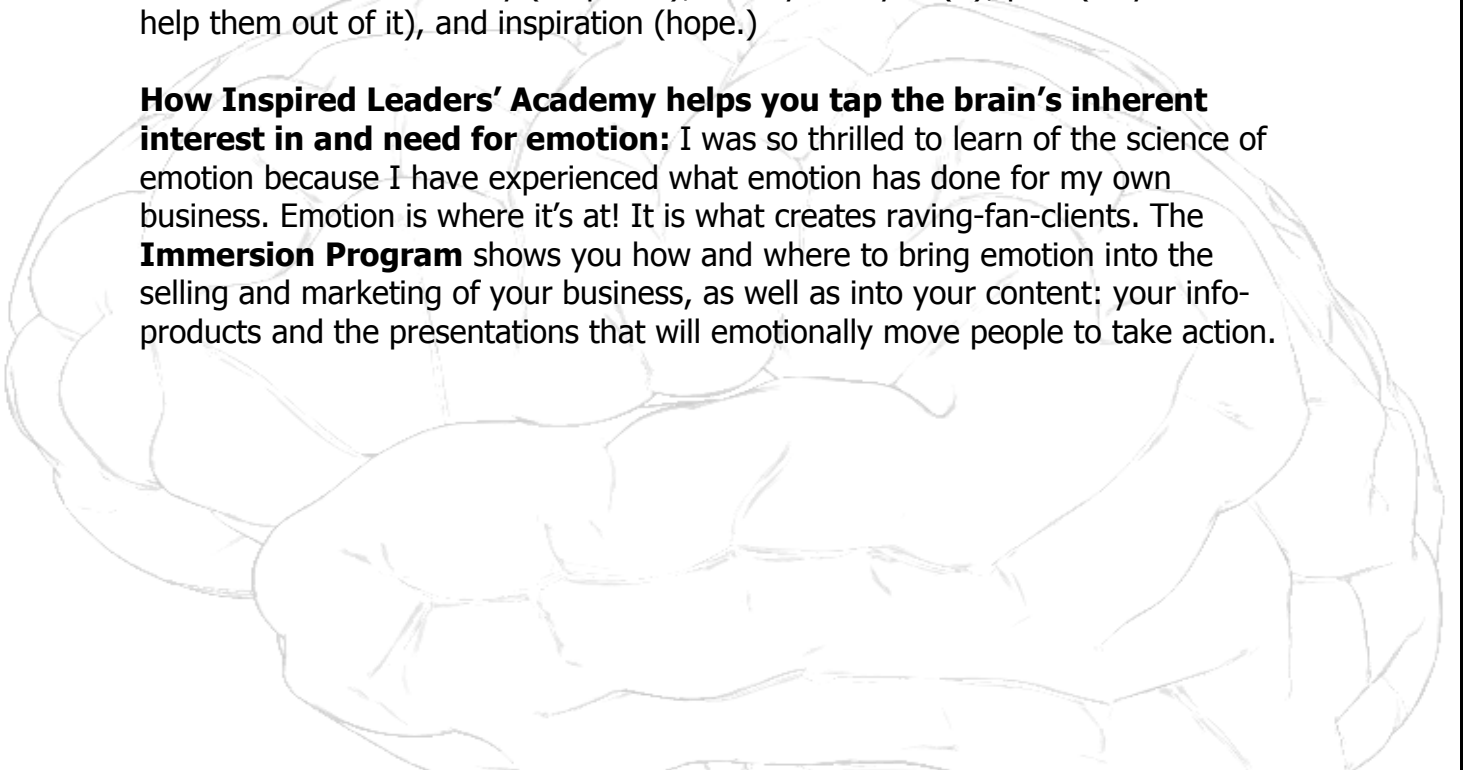 help them out of it), and inspiration (hope.)
How Inspired Leaders’ Academy helps you tap the brain’s inherent
interest in and need for emotion: I was so thrilled to learn of the science of
emotion because I have experienced what emotion has done for my own
business. Emotion is where it’s at! It is what creates raving-fan-clients. The
Immersion Program shows you how and where to bring emotion into the
selling and marketing of your business, as well as into your content: your info-
products and the presentations that will emotionally move people to take action.